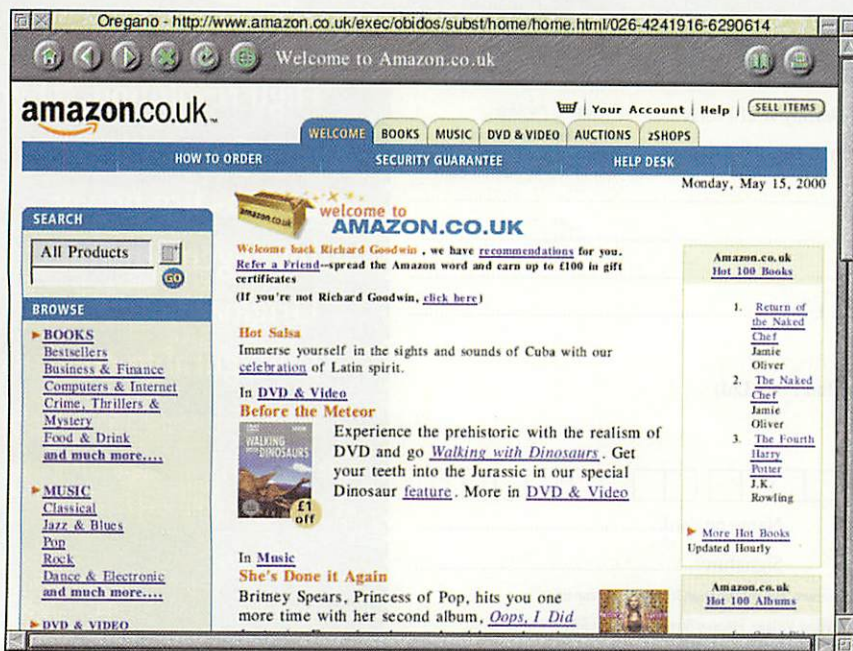 Oregano - http://www.amazon.co.uk/exec/obidos/subst/home/home.html/026-4241916-6290614
Welcome to Amazon.co.uk
amazon.co.uk
Your Account | Help | SELL ITEMS
WELCOME BOOKS MUSIC DVD & VIDEO AUCTIONS zSHOPS
HOW TO ORDER SECURITY GUARANTEE HELP DESK
Monday, May 15, 2000
SEARCH
All Products
GO
BROWSE
BOOKS
Bestsellers
Business & Finance
Computers & Internet
Crime, Thrillers &
Mystery
Food & Drink
and much more....
MUSIC
Classical
Jazz & Blues
Pop
Rock
Dance & Electronic
and much more....
DVD & VIDEO
amazon.co.uk
welcome to
AMAZON.CO.UK
Welcome back Richard Goodwin , we have recommendations for you.
Refer a Friend--spread the Amazon word and earn up to £100 in gift
certificates
(If you're not Richard Goodwin, click here)
Hot Salsa
Immerse yourself in the sights and sounds of Cuba with our
celebration of Latin spirit.
In DVD & Video
Before the Meteor
WALKING
WITH DINOSAURS
£1
off
Experience the prehistoric with the realism of
DVD and go Walking with Dinosaurs . Get
your teeth into the Jurassic in our special
Dinosaur feature . More in DVD & Video
In Music
She's Done it Again
Britney Spears, Princess of Pop, hits you one
more time with her second album, Oops, I Did
Amazon.co.uk
Hot 100 Books
1. Return of
the Naked
Chef
Jamie
Oliver
2. The Naked
Chef
Jamie
Oliver
3. The Fourth
Harry
Potter
J.K.
Rowling
More Hot Books
Updated Hourly
Amazon.co.uk
Hot 100 Albums